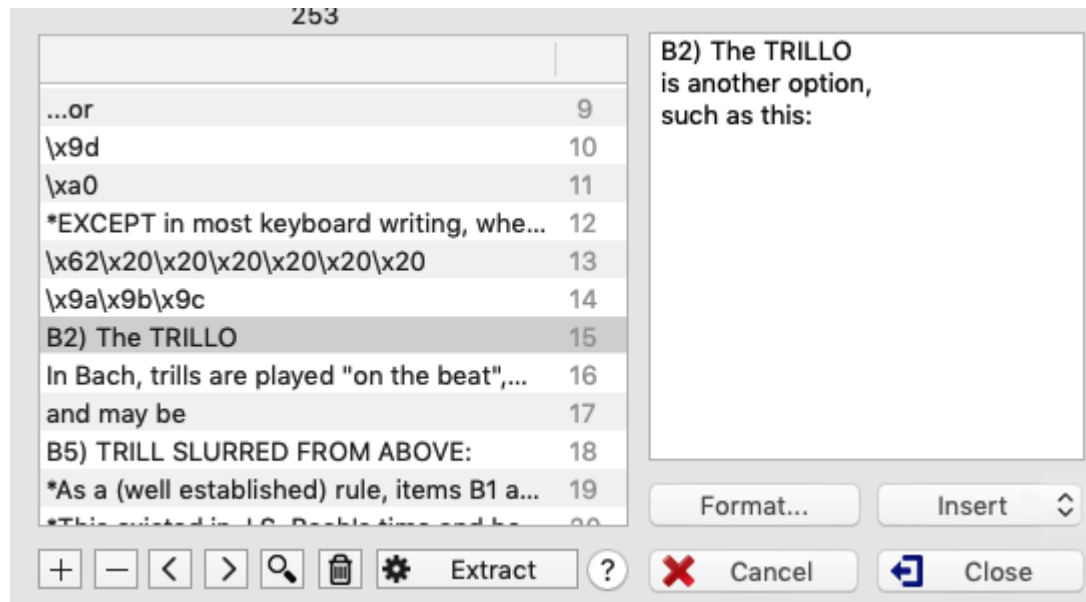 253
...or 9
\x9d 10
\xa0 11
*EXCEPT in most keyboard writing, whe... 12
\x62\x20\x20\x20\x20\x20\x20 13
\x9a\x9b\x9c 14
B2) The TRILLO 15
In Bach, trills are played "on the beat",... 16
and may be 17
B5) TRILL SLURRED FROM ABOVE: 18
*As a (well established) rule, items B1 a... 19
B2) The TRILLO
is another option,
such as this:
Format... Insert
+ − < > Extract ? Cancel Close